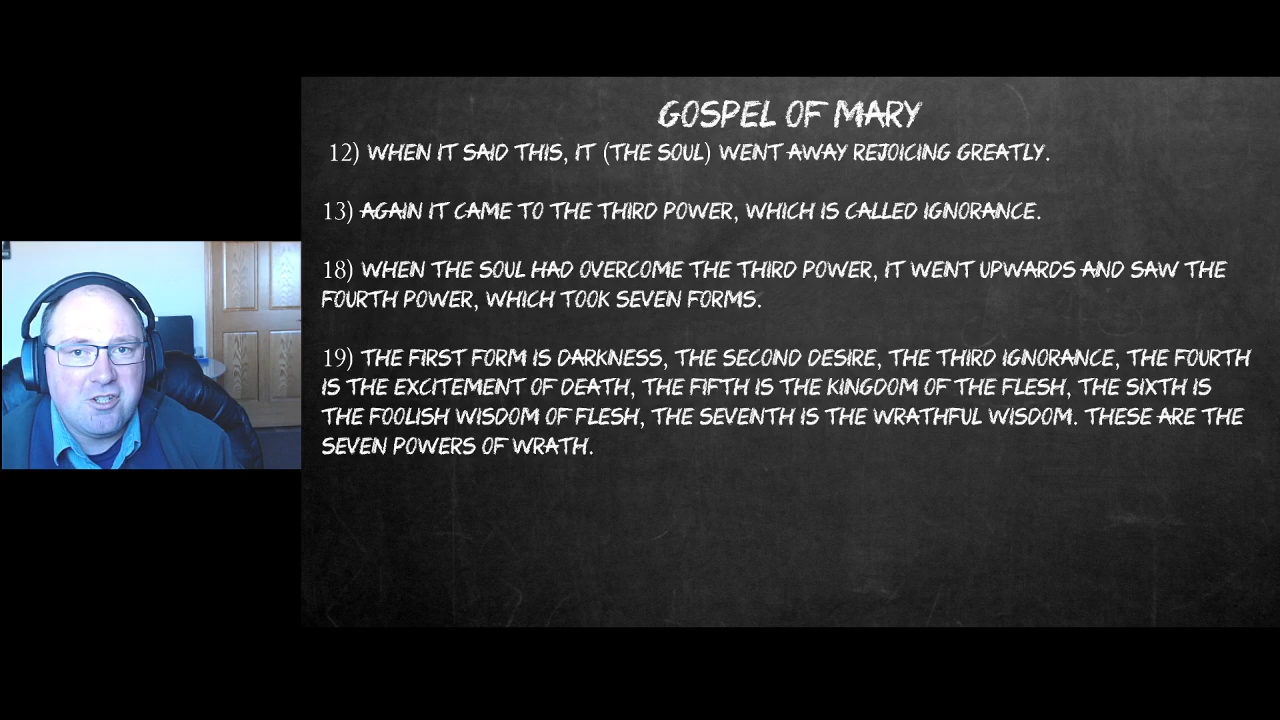 GOSPEL OF MARY
12) WHEN IT SAID THIS, IT (THE SOUL) WENT AWAY REJOICING GREATLY.
13) AGAIN IT CAME TO THE THIRD POWER, WHICH IS CALLED IGNORANCE.
18) WHEN THE SOUL HAD OVERCOME THE THIRD POWER, IT WENT UPWARDS AND SAW THE
FOURTH POWER, WHICH TOOK SEVEN FORMS.
19) THE FIRST FORM IS DARKNESS, THE SECOND DESIRE, THE THIRD IGNORANCE, THE FOURTH
IS THE EXCITEMENT OF DEATH, THE FIFTH IS THE KINGDOM OF THE FLESH, THE SIXTH IS
THE FOOLISH WISDOM OF FLESH, THE SEVENTH IS THE WRATHFUL WISDOM. THESE ARE THE
SEVEN POWERS OF WRATH.